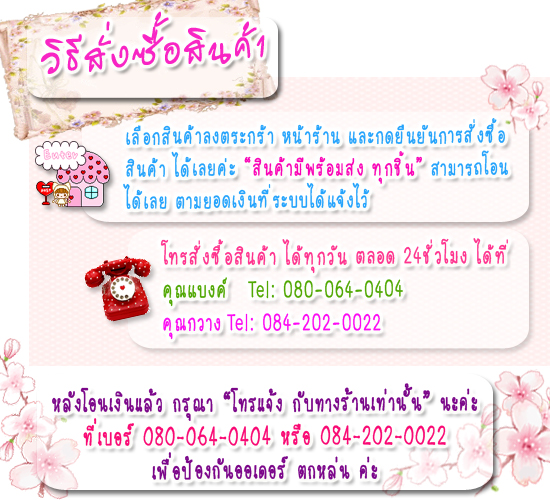 วิธีสั่งซื้อสินค้า
Enter
เลือกสินค้าลงตระกร้า หน้าร้าน และกดยืนยันการสั่งซื้อ
สินค้า ได้เลยค่ะ “สินค้ามีพร้อมส่ง ทุกชิ้น” สามารถโอน
ได้เลย ตามยอดเงินที่ระบบได้แจ้งไว้
โทรสั่งซื้อสินค้า ได้ทุกวัน ตลอด 24ชั่วโมง ได้ที่
คุณแบงค์ Tel: 080-064-0404
คุณกวาง Tel: 084-202-0022
หลังโอนเงินแล้ว กรุณา “โทรแจ้ง กับทางร้านเท่านั้น” นะค่ะ
ที่เบอร์ 080-064-0404 หรือ 084-202-0022
เพื่อป้องกันออเดอร์ ตกหล่น ค่ะ